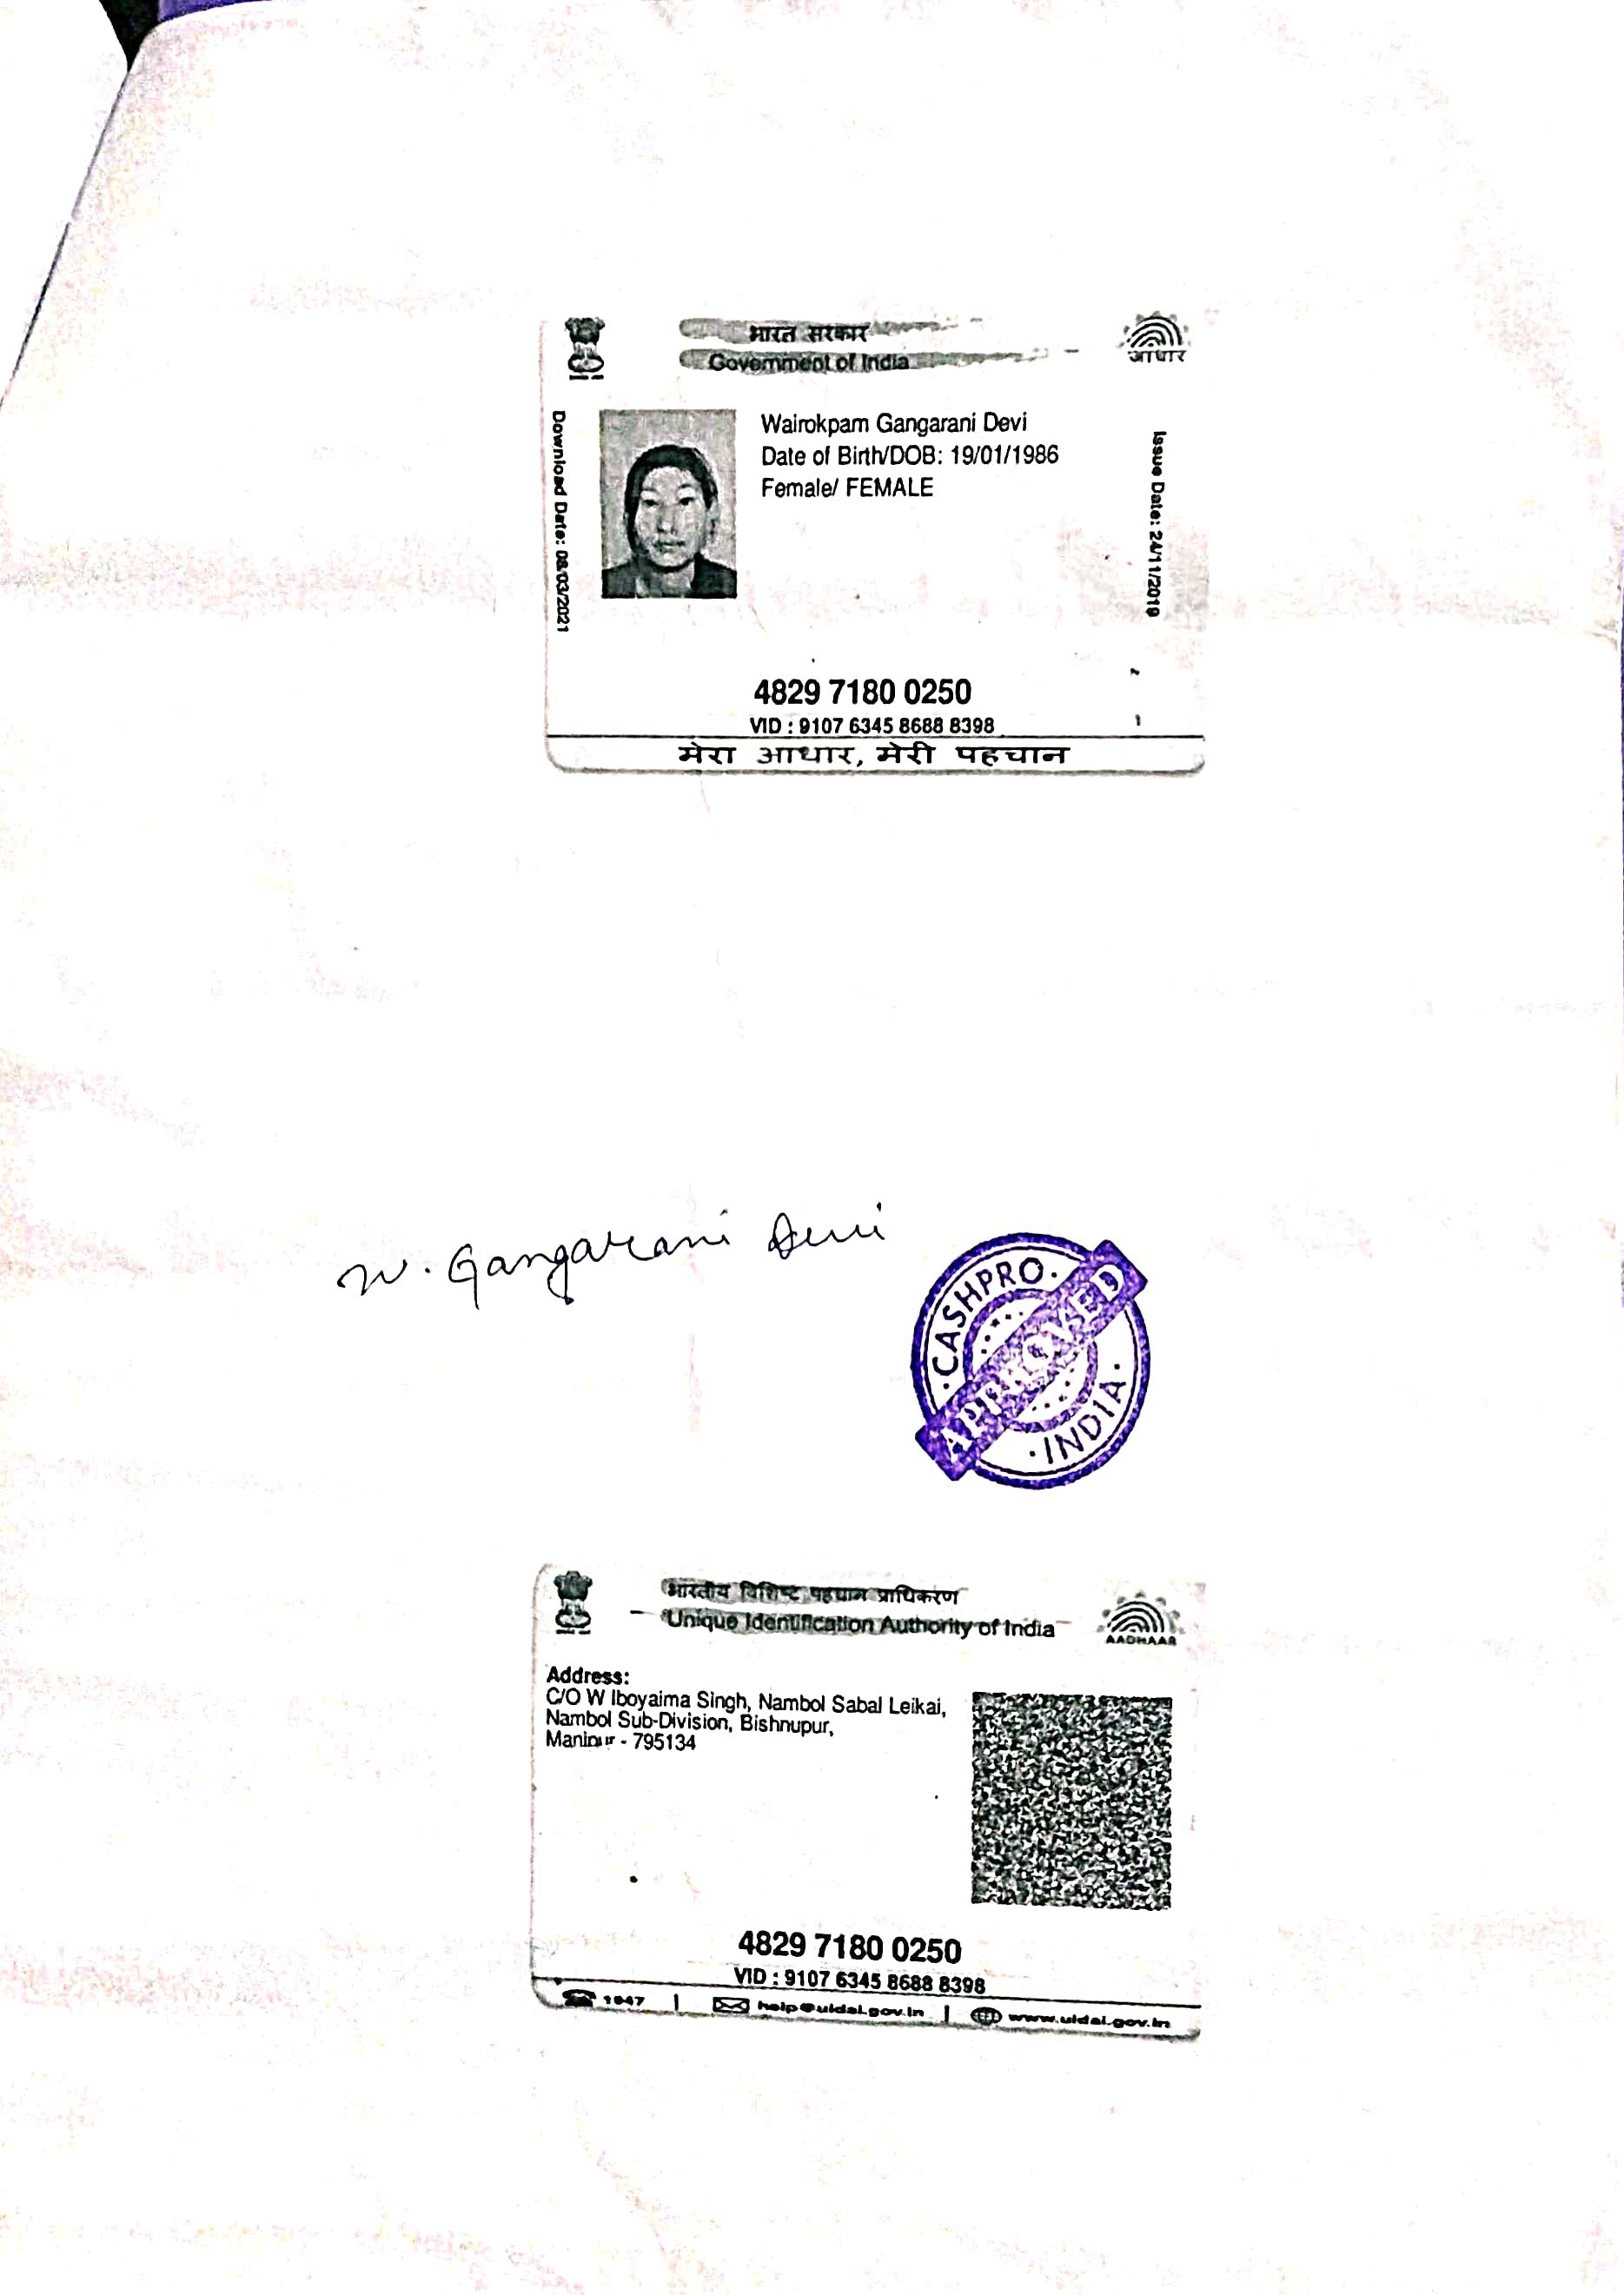 भारत सरकार
Government of India
आधार
Download Date: 08/03/2021
Wairokpam Gangarani Devi
Date of Birth/DOB: 19/01/1986
Female/ FEMALE
Issue Date: 24/11/2019
4829 7180 0250
VID : 9107 6345 8688 8398
मेरा आधार, मेरी पहचान
W. Gangarani Devi
CASHPRO
APPROVED
INDIA
भारतीय विशिष्ट पहचान प्राधिकरण
Unique Identification Authority of India
AADHAAR
Address:
C/O W Iboyaima Singh, Nambol Sabal Leikai,
Nambol Sub-Division, Bishnupur,
Manipur - 795134
4829 7180 0250
VID : 9107 6345 8688 8398
1947 | help@uidai.gov.in | www.uidai.gov.in